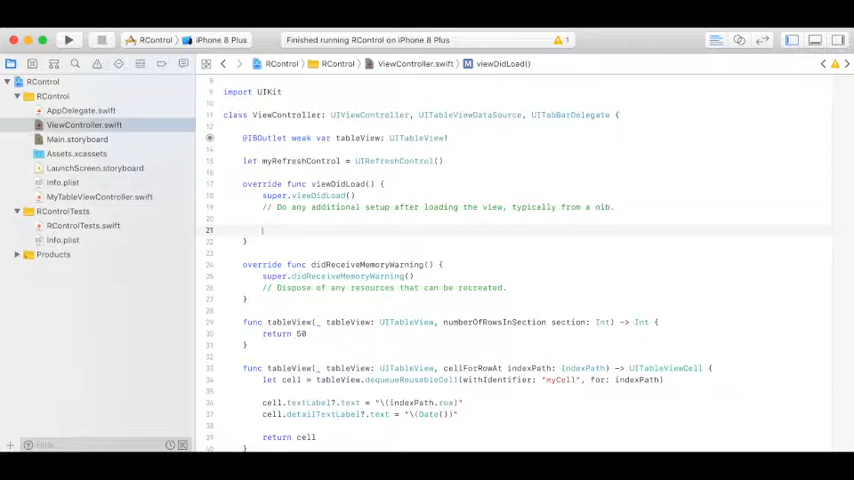 RControl
iPhone 8 Plus
Finished running RControl on iPhone 8 Plus
1
RControl
RControl
ViewController.swift
M
viewDidLoad()
RControl
RControl
AppDelegate.swift
ViewController.swift
Main.storyboard
Assets.xcassets
LaunchScreen.storyboard
Info.plist
MyTableViewController.swift
RControlTests
RControlTests.swift
Info.plist
Products
Filter
8
9 import UIKit
10
11 class ViewController: UIViewController, UITableViewDataSource, UITabBarDelegate {
12
@IBOutlet weak var tableView: UITableView!
14
15 let myRefreshControl = UIRefreshControl()
16
17 override func viewDidLoad() {
18 super.viewDidLoad()
19 // Do any additional setup after loading the view, typically from a nib.
20
21
22 }
23
24 override func didReceiveMemoryWarning() {
25 super.didReceiveMemoryWarning()
26 // Dispose of any resources that can be recreated.
27 }
28
29 func tableView(_ tableView: UITableView, numberOfRowsInSection section: Int) -> Int {
30 return 50
31 }
32
33 func tableView(_ tableView: UITableView, cellForRowAt indexPath: IndexPath) -> UITableViewCell {
34 let cell = tableView.dequeueReusableCell(withIdentifier: "myCell", for: indexPath)
35
36 cell.textLabel?.text = "\(indexPath.row)"
37 cell.detailTextLabel?.text = "\(Date())"
38
39 return cell
40 }